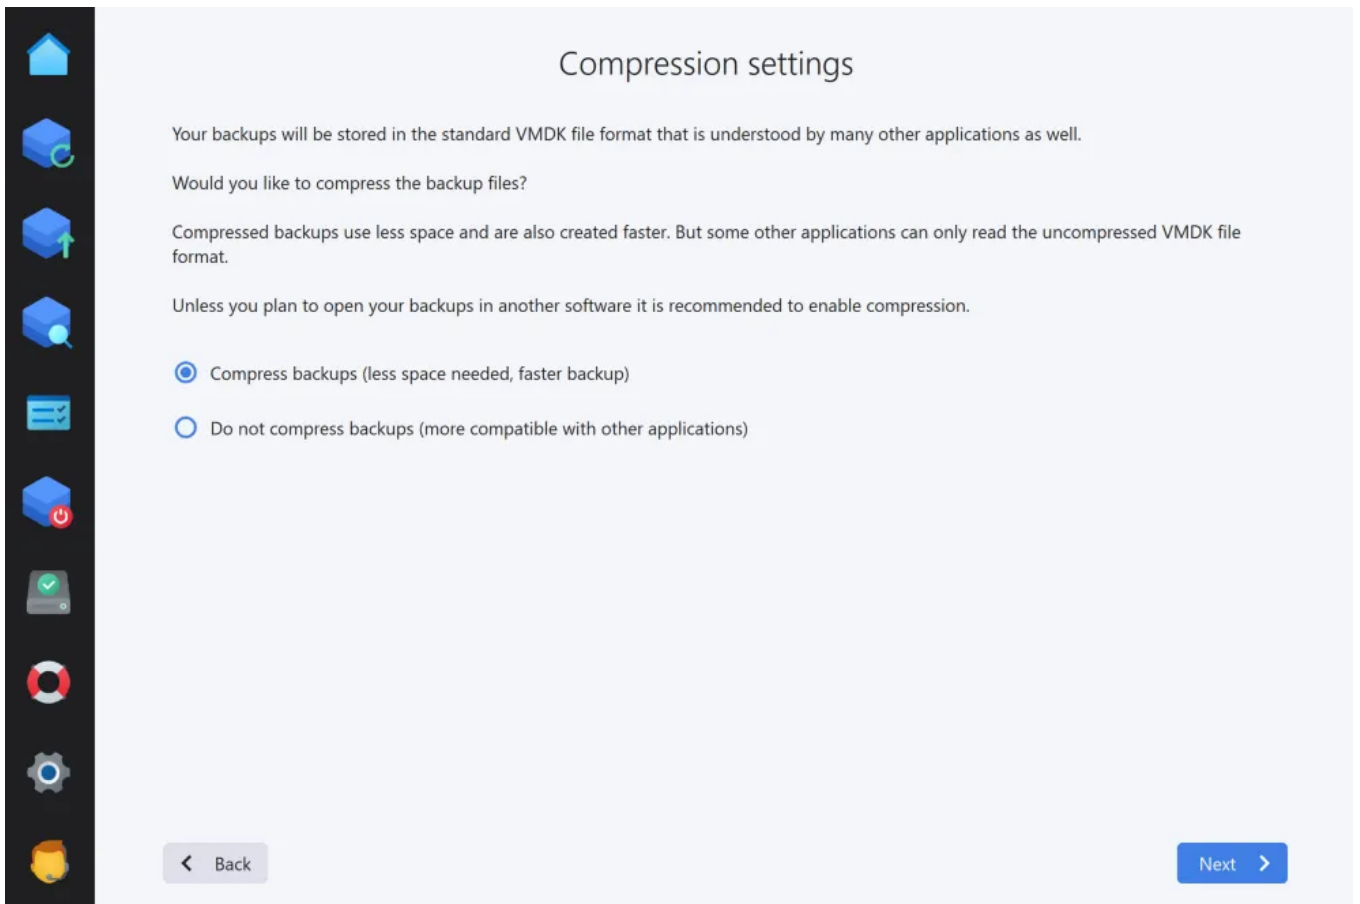 Compression settings
Your backups will be stored in the standard VMDK file format that is understood by many other applications as well.
Would you like to compress the backup files?
Compressed backups use less space and are also created faster. But some other applications can only read the uncompressed VMDK file
format.
Unless you plan to open your backups in another software it is recommended to enable compression.
Compress backups (less space needed, faster backup)
Do not compress backups (more compatible with other applications)
Back
Next